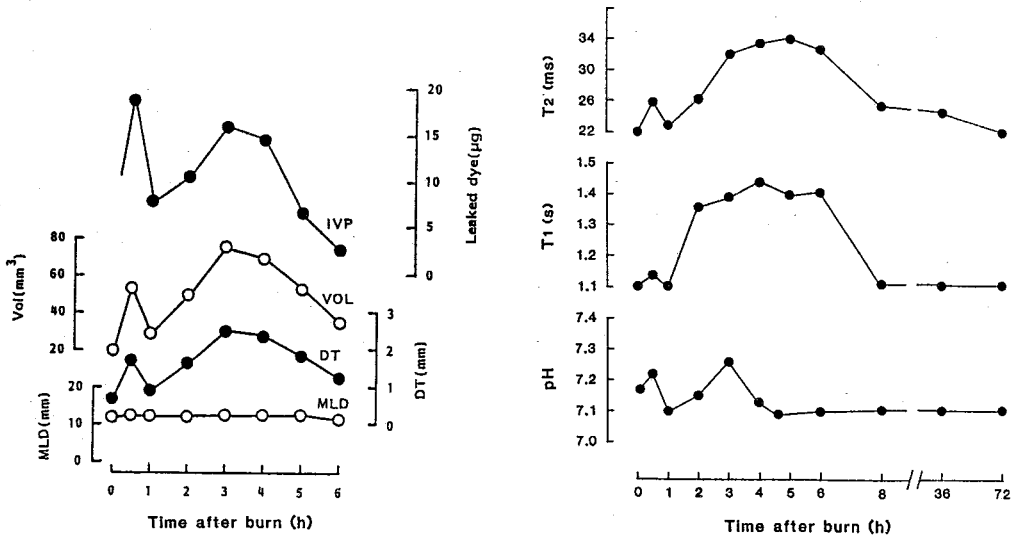 20
15
10
5
0
Leaked dye(µg)
IVP
80
60
40
20
Vol(mm³)
VOL
3
2
1
0
DT(mm)
DT
20
10
0
MLD(mm)
MLD
0 1 2 3 4 5 6
Time after burn (h)
34
30
26
22
T2 (ms)
1.5
1.4
1.3
1.2
1.1
T1(s)
7.4
7.3
7.2
7.1
7.0
pH
0 1 2 3 4 5 6 8 36 72
Time after burn (h)